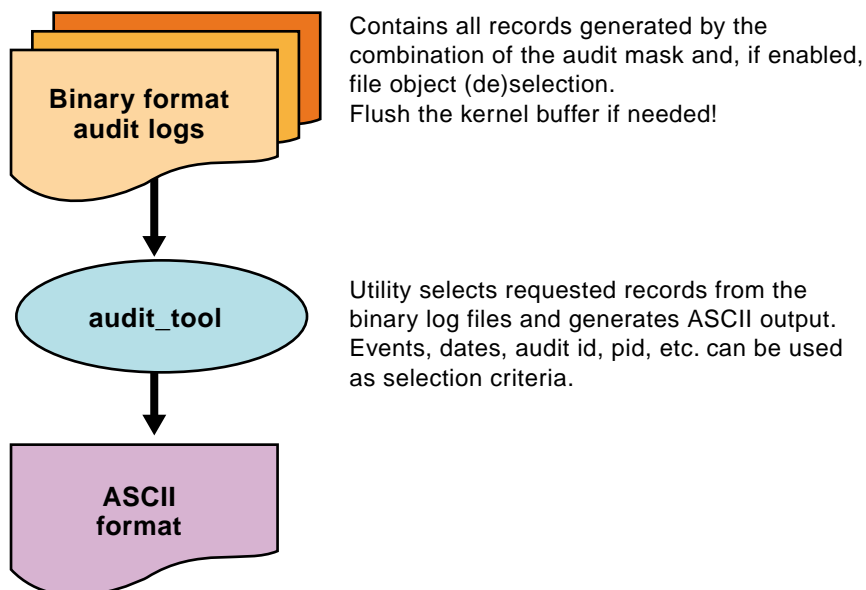 Binary format
audit logs
Contains all records generated by the
combination of the audit mask and, if enabled,
file object (de)selection.
Flush the kernel buffer if needed!
audit_tool
Utility selects requested records from the
binary log files and generates ASCII output.
Events, dates, audit id, pid, etc. can be used
as selection criteria.
ASCII
format